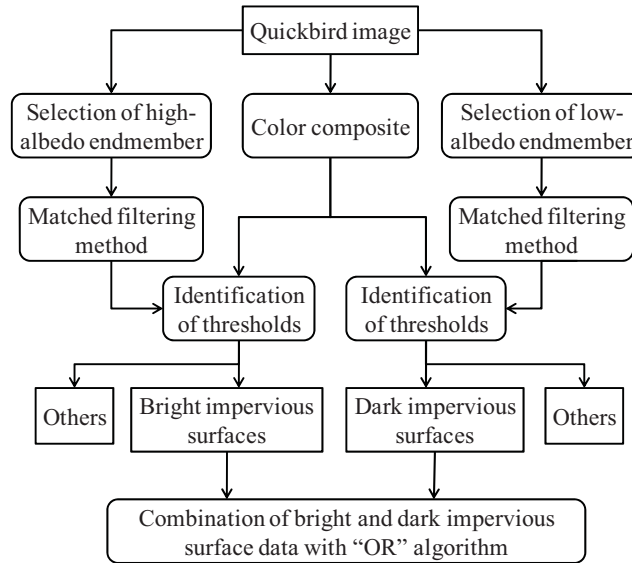 Quickbird image
Selection of high-
albedo endmember
Color composite
Selection of low-
albedo endmember
Matched filtering
method
Matched filtering
method
Identification
of thresholds
Identification
of thresholds
Others
Bright impervious
surfaces
Dark impervious
surfaces
Others
Combination of bright and dark impervious
surface data with “OR” algorithm